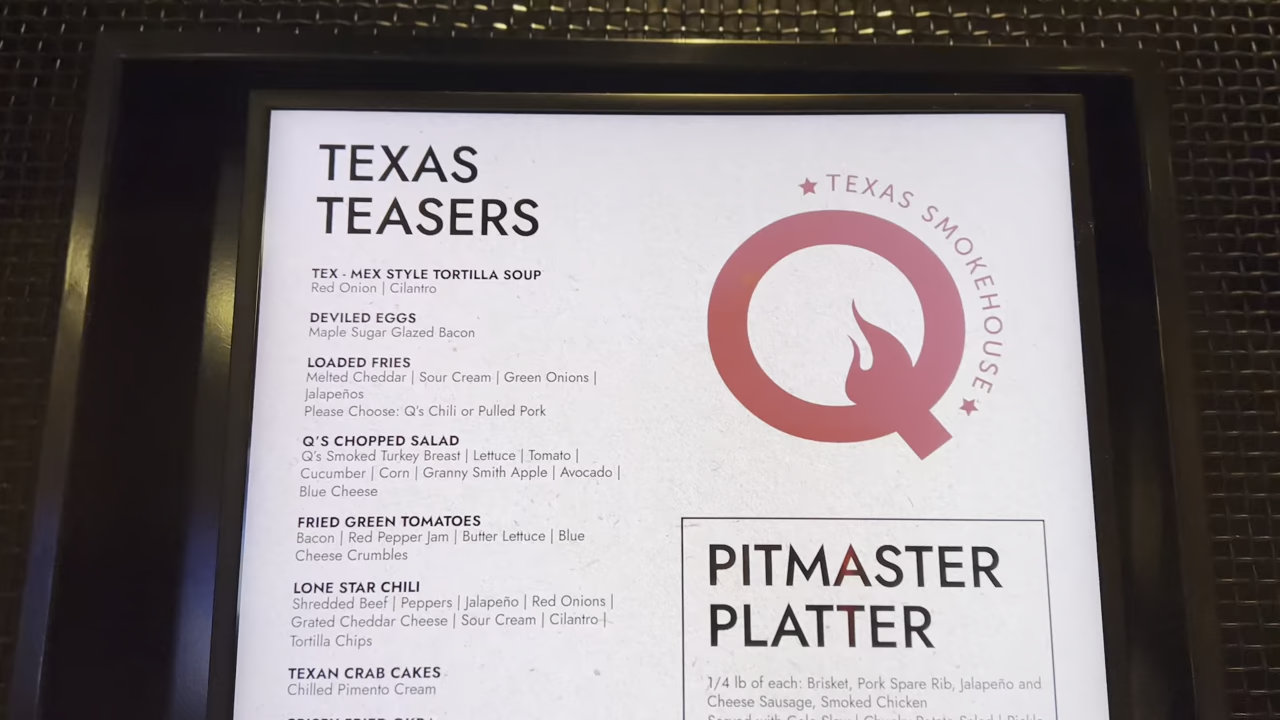 TEXAS
TEASERS
TEX - MEX STYLE TORTILLA SOUP
Red Onion | Cilantro
DEVILED EGGS
Maple Sugar Glazed Bacon
LOADED FRIES
Melted Cheddar | Sour Cream | Green Onions |
Jalapeños
Please Choose: Q's Chili or Pulled Pork
Q'S CHOPPED SALAD
Q's Smoked Turkey Breast | Lettuce | Tomato |
Cucumber | Corn | Granny Smith Apple | Avocado |
Blue Cheese
FRIED GREEN TOMATOES
Bacon | Red Pepper Jam | Butter Lettuce | Blue
Cheese Crumbles
LONE STAR CHILI
Shredded Beef | Peppers | Jalapeño | Red Onions |
Grated Cheddar Cheese | Sour Cream | Cilantro |
Tortilla Chips
TEXAN CRAB CAKES
Chilled Pimento Cream
Q
TEXAS SMOKEHOUSE
PITMASTER
PLATTER
1/4 lb of each: Brisket, Pork Spare Rib, Jalapeño and
Cheese Sausage, Smoked Chicken